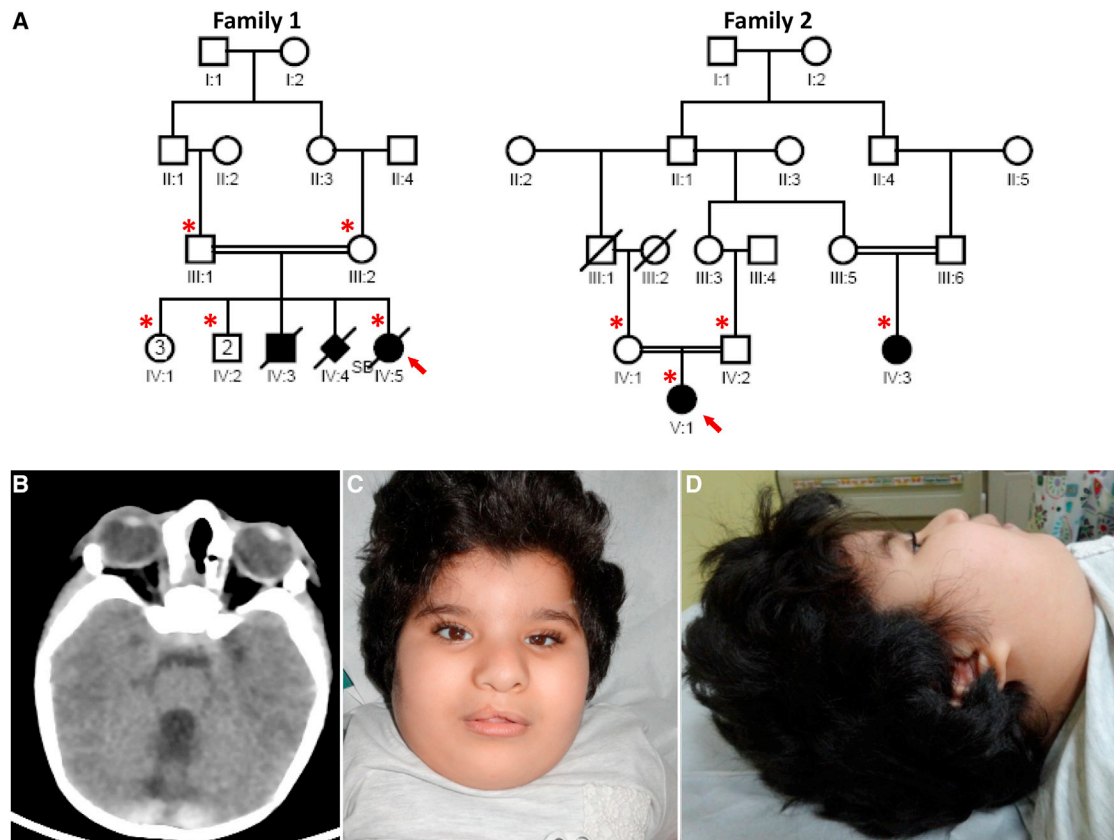 A
Family 1
Family 2
I:1
I:2
I:1
I:2
II:1
II:2
II:3
II:4
II:2
II:1
II:3
II:4
II:5
* *
III:1
III:2
III:1
III:2
III:3
III:4
III:5
III:6
* * *
* * *
3
2
SB
IV:1
IV:2
IV:3
IV:4
IV:5
IV:1
IV:2
IV:3
*
V:1
B
C
D